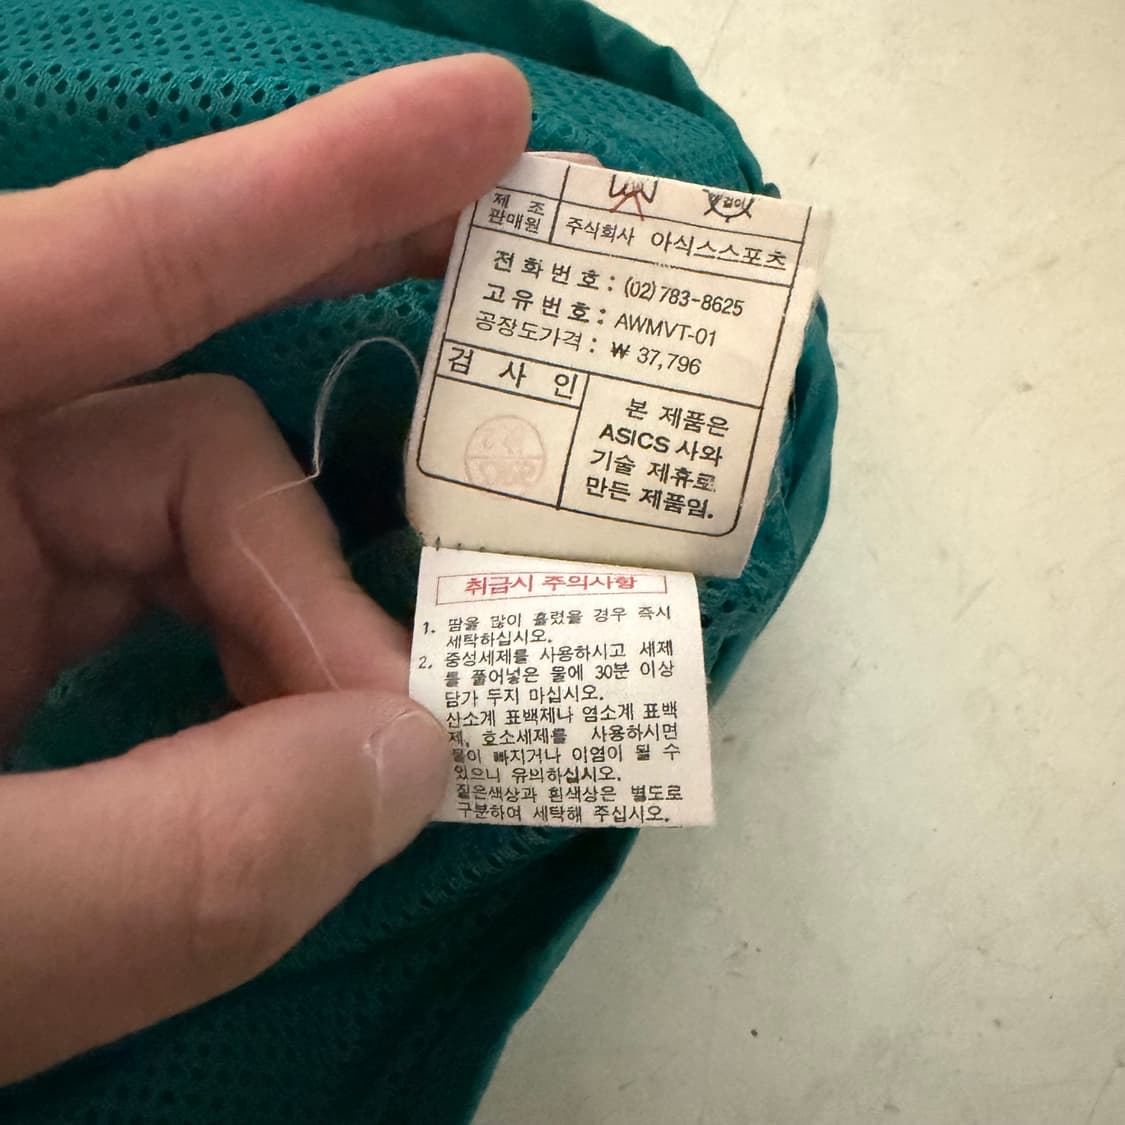 제 조
판매원
주식회사 아식스스포츠
전화번호 : (02)783-8625
고유번호 : AWMVT-01
공장도가격 : ₩ 37,796
검 사 인
본 제품은
ASICS 사와
기술 제휴로
만든 제품임.
취급시 주의사항
1. 땀을 많이 흘렸을 경우 즉시
세탁하십시오.
2. 중성세제를 사용하시고 세제
를 풀어넣은 물에 30분 이상
담가 두지 마십시오.
산소계 표백제나 염소계 표백
제, 효소세제를 사용하시면
물이 빠지거나 이염이 될 수
있으니 유의하십시오.
짙은색상과 흰색상은 별도로
구분하여 세탁해 주십시오.